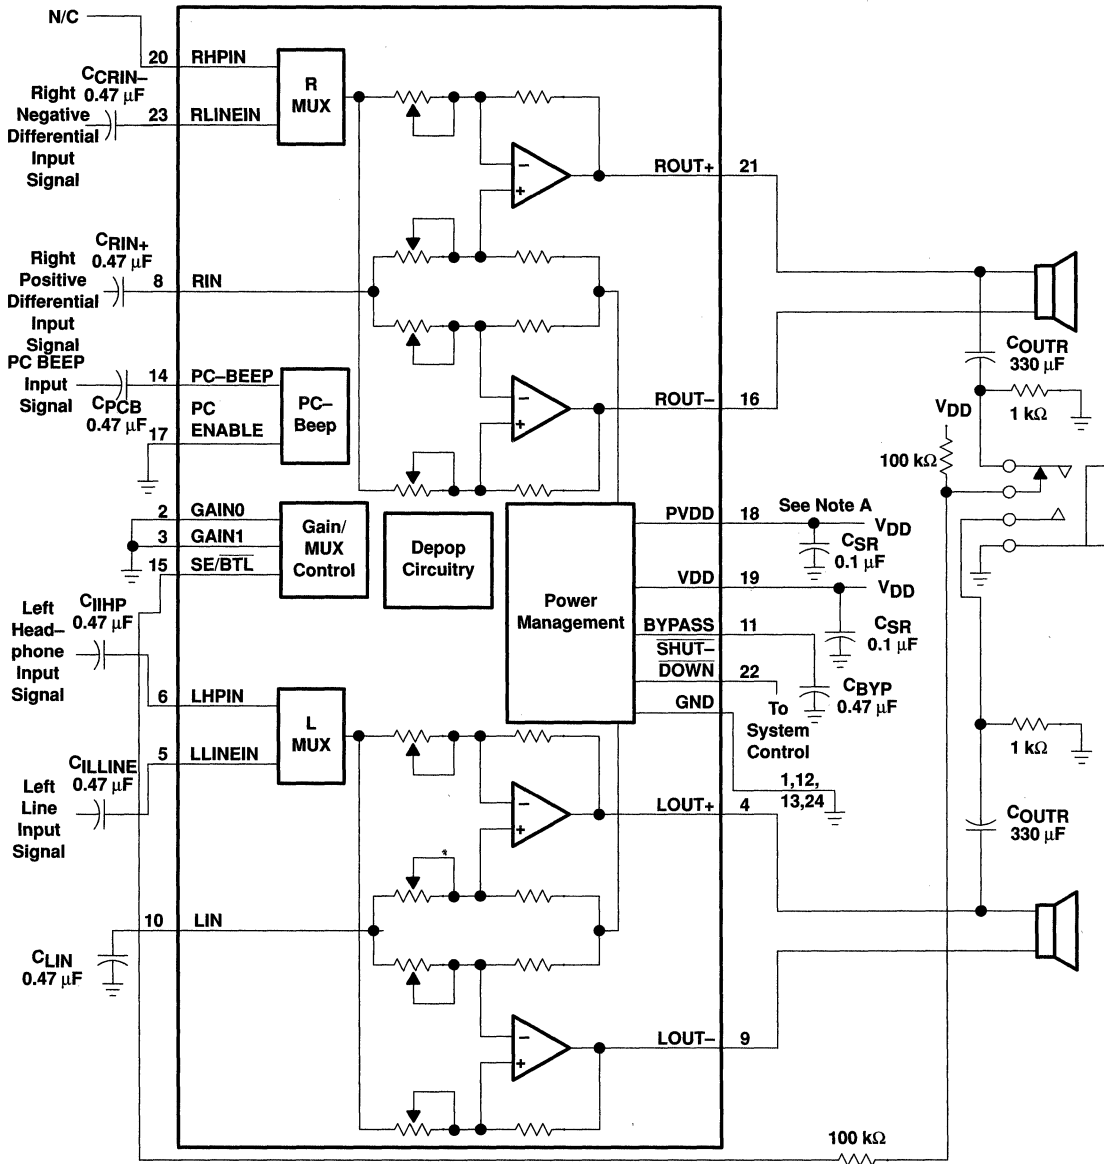 N/C
20 RHPIN
R
MUX
CCRIN–
0.47 µF
23 RLINEIN
Right
Negative
Differential
Input
Signal
ROUT+ 21
–
+
CRIN+
0.47 µF
8 RIN
Right
Positive
Differential
Input
Signal
COUTR
330 µF
1 kΩ
VDD
100 kΩ
PC BEEP
Input
Signal
14 PC–BEEP
CPCB
0.47 µF
PC
ENABLE
17
PC–
Beep
–
+
ROUT– 16
2 GAIN0
3 GAIN1
15 SE/BTL
Gain/
MUX
Control
Depop
Circuitry
Power
Management
PVDD 18
See Note A
VDD
CSR
0.1 µF
VDD 19
VDD
CSR
0.1 µF
BYPASS 11
SHUT–
DOWN 22
CBYP
0.47 µF
To
System
Control
GND
1,12,
13,24
Left
Head–
phone
Input
Signal
CIIHP
0.47 µF
6 LHPIN
L
MUX
5 LLINEIN
CILLINE
0.47 µF
Left
Line
Input
Signal
1 kΩ
COUTR
330 µF
–
+
LOUT+ 4
10 LIN
CLIN
0.47 µF
–
+
LOUT– 9
100 kΩ